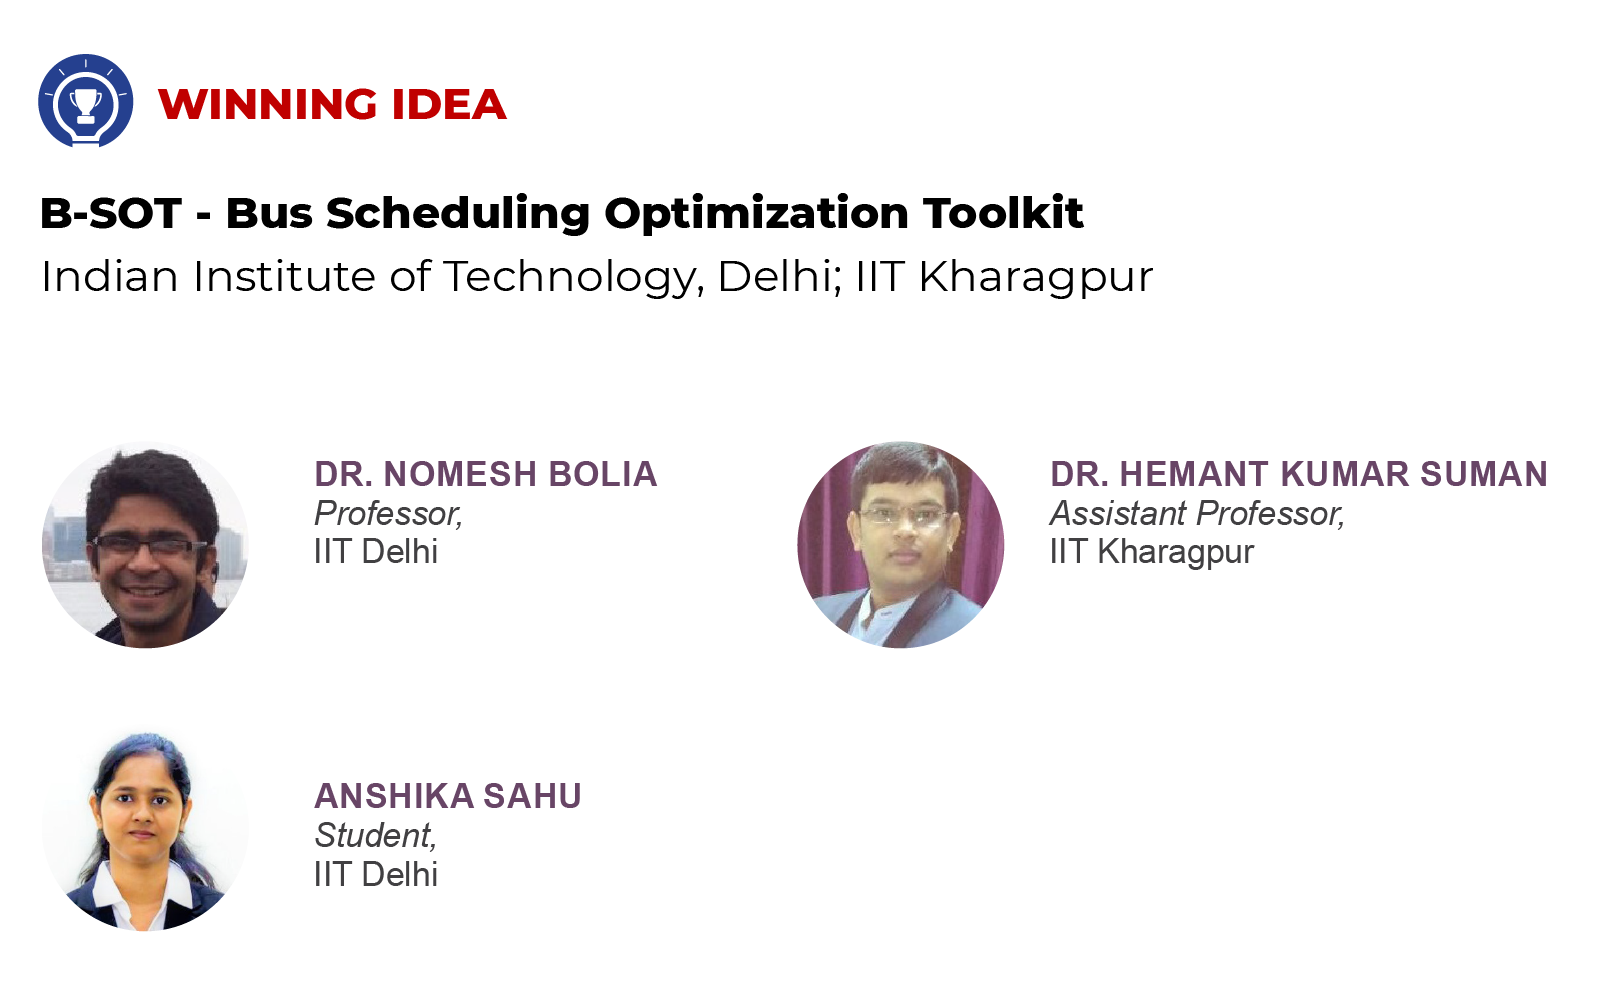 WINNING IDEA
B-SOT - Bus Scheduling Optimization Toolkit
Indian Institute of Technology, Delhi; IIT Kharagpur
DR. NOMESH BOLIA
Professor,
IIT Delhi
DR. HEMANT KUMAR SUMAN
Assistant Professor,
IIT Kharagpur
ANSHIKA SAHU
Student,
IIT Delhi